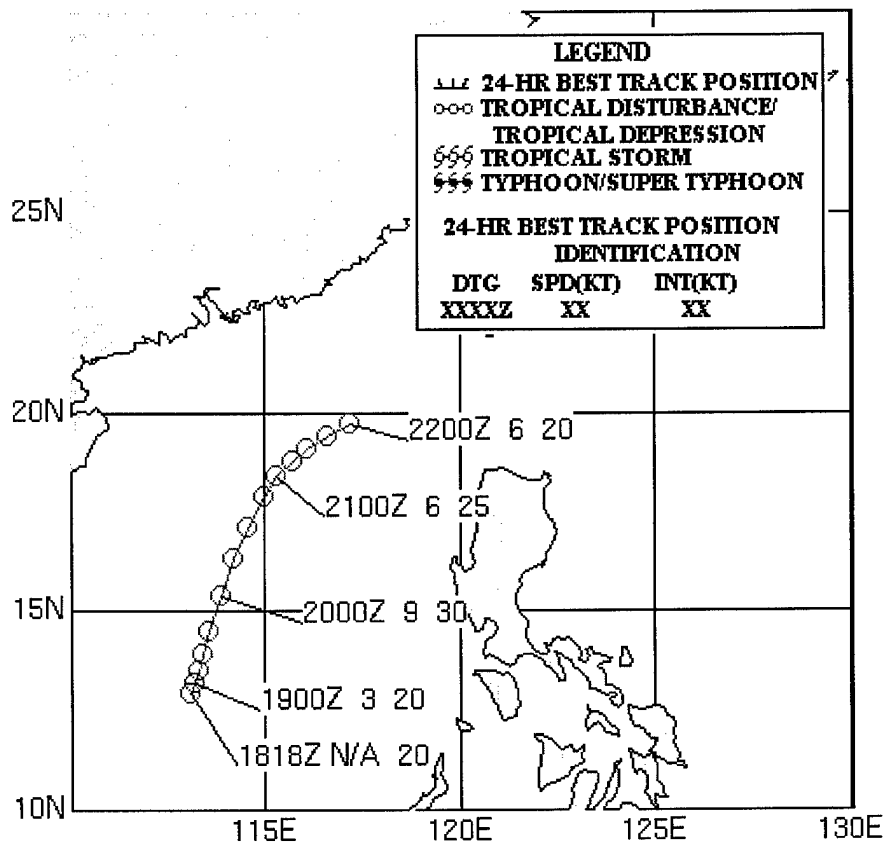 LEGEND
24-HR BEST TRACK POSITION
TROPICAL DISTURBANCE/
TROPICAL DEPRESSION
TROPICAL STORM
TYPHOON/SUPER TYPHOON
24-HR BEST TRACK POSITION
IDENTIFICATION
DTG SPD(KT) INT(KT)
XXXXZ XX XX
25N
20N
2200Z 6 20
2100Z 6 25
15N
2000Z 9 30
1900Z 3 20
1818Z N/A 20
10N
115E 120E 125E 130E